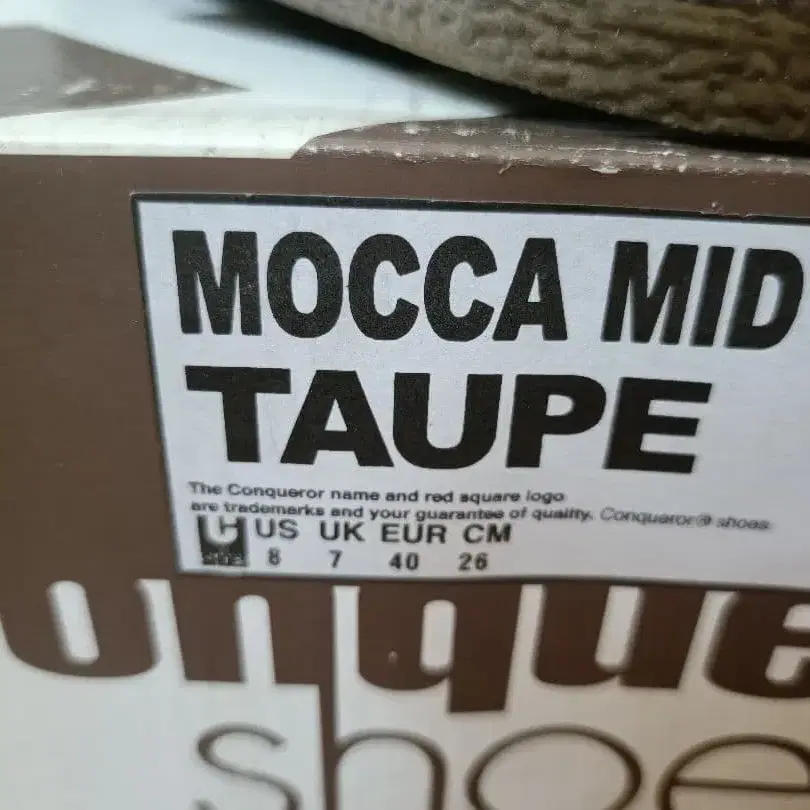 MOCCA MID
TAUPE
The Conqueror name and red square logo
are trademarks and your guarantee of quality. Conqueror® shoes
US UK EUR CM
8 7 40 26
onque
shoe